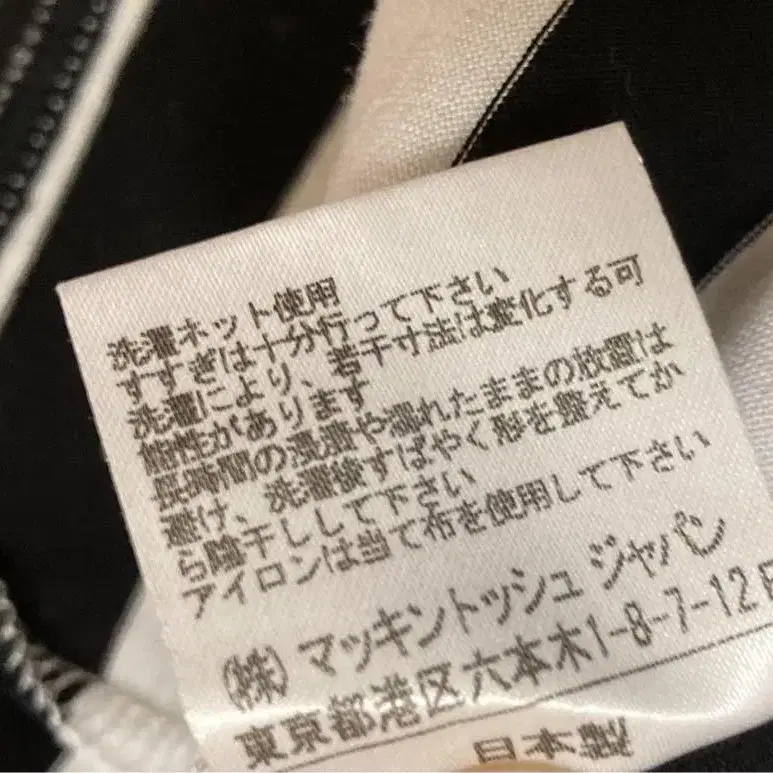 洗濯ネット使用
すすぎは十分行って下さい
洗濯により、若干寸法は変化する可
能性があります
長時間の浸漬や濡れたままの放置は
避け、洗濯後すばやく形を整えてか
ら陰干しして下さい
アイロンは当て布を使用して下さい
(株)マッキントッシュ ジャパン
東京都港区六本木1-8-7-12F
日本製